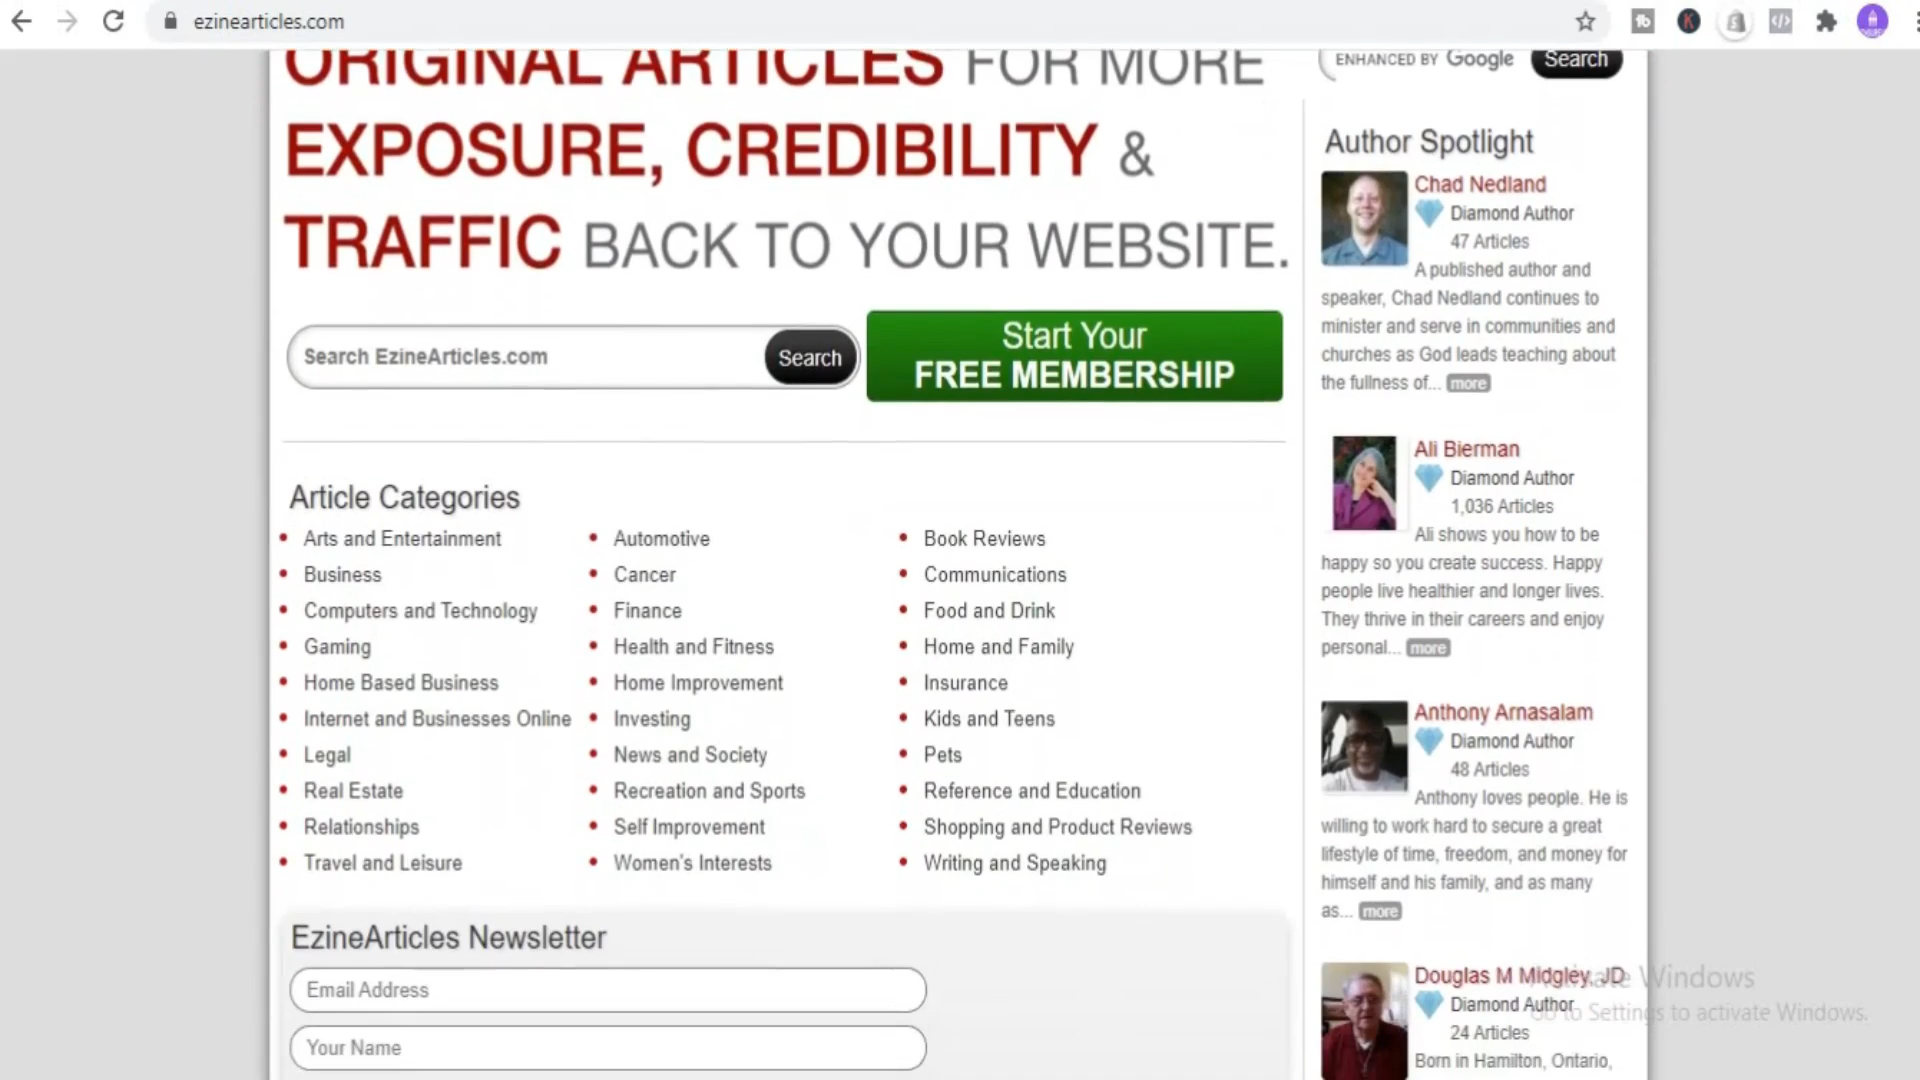 ezinearticles.com
ORIGINAL ARTICLES FOR MORE
EXPOSURE, CREDIBILITY &
TRAFFIC BACK TO YOUR WEBSITE.
Search EzineArticles.com
Search
Start Your
FREE MEMBERSHIP
Article Categories
Arts and Entertainment
Business
Computers and Technology
Gaming
Home Based Business
Internet and Businesses Online
Legal
Real Estate
Relationships
Travel and Leisure
Automotive
Cancer
Finance
Health and Fitness
Home Improvement
Investing
News and Society
Recreation and Sports
Self Improvement
Women's Interests
Book Reviews
Communications
Food and Drink
Home and Family
Insurance
Kids and Teens
Pets
Reference and Education
Shopping and Product Reviews
Writing and Speaking
EzineArticles Newsletter
Email Address
Your Name
ENHANCED BY Google
Search
Author Spotlight
Chad Nedland
Diamond Author
47 Articles
A published author and
speaker, Chad Nedland continues to
minister and serve in communities and
churches as God leads teaching about
the fullness of... more
Ali Bierman
Diamond Author
1,036 Articles
Ali shows you how to be
happy so you create success. Happy
people live healthier and longer lives.
They thrive in their careers and enjoy
personal... more
Anthony Arnasalam
Diamond Author
48 Articles
Anthony loves people. He is
willing to work hard to secure a great
lifestyle of time, freedom, and money for
himself and his family, and as many
as... more
Douglas M Midgley, JD
Diamond Author
24 Articles
Born in Hamilton, Ontario,
Activate Windows
Go to Settings to activate Windows.